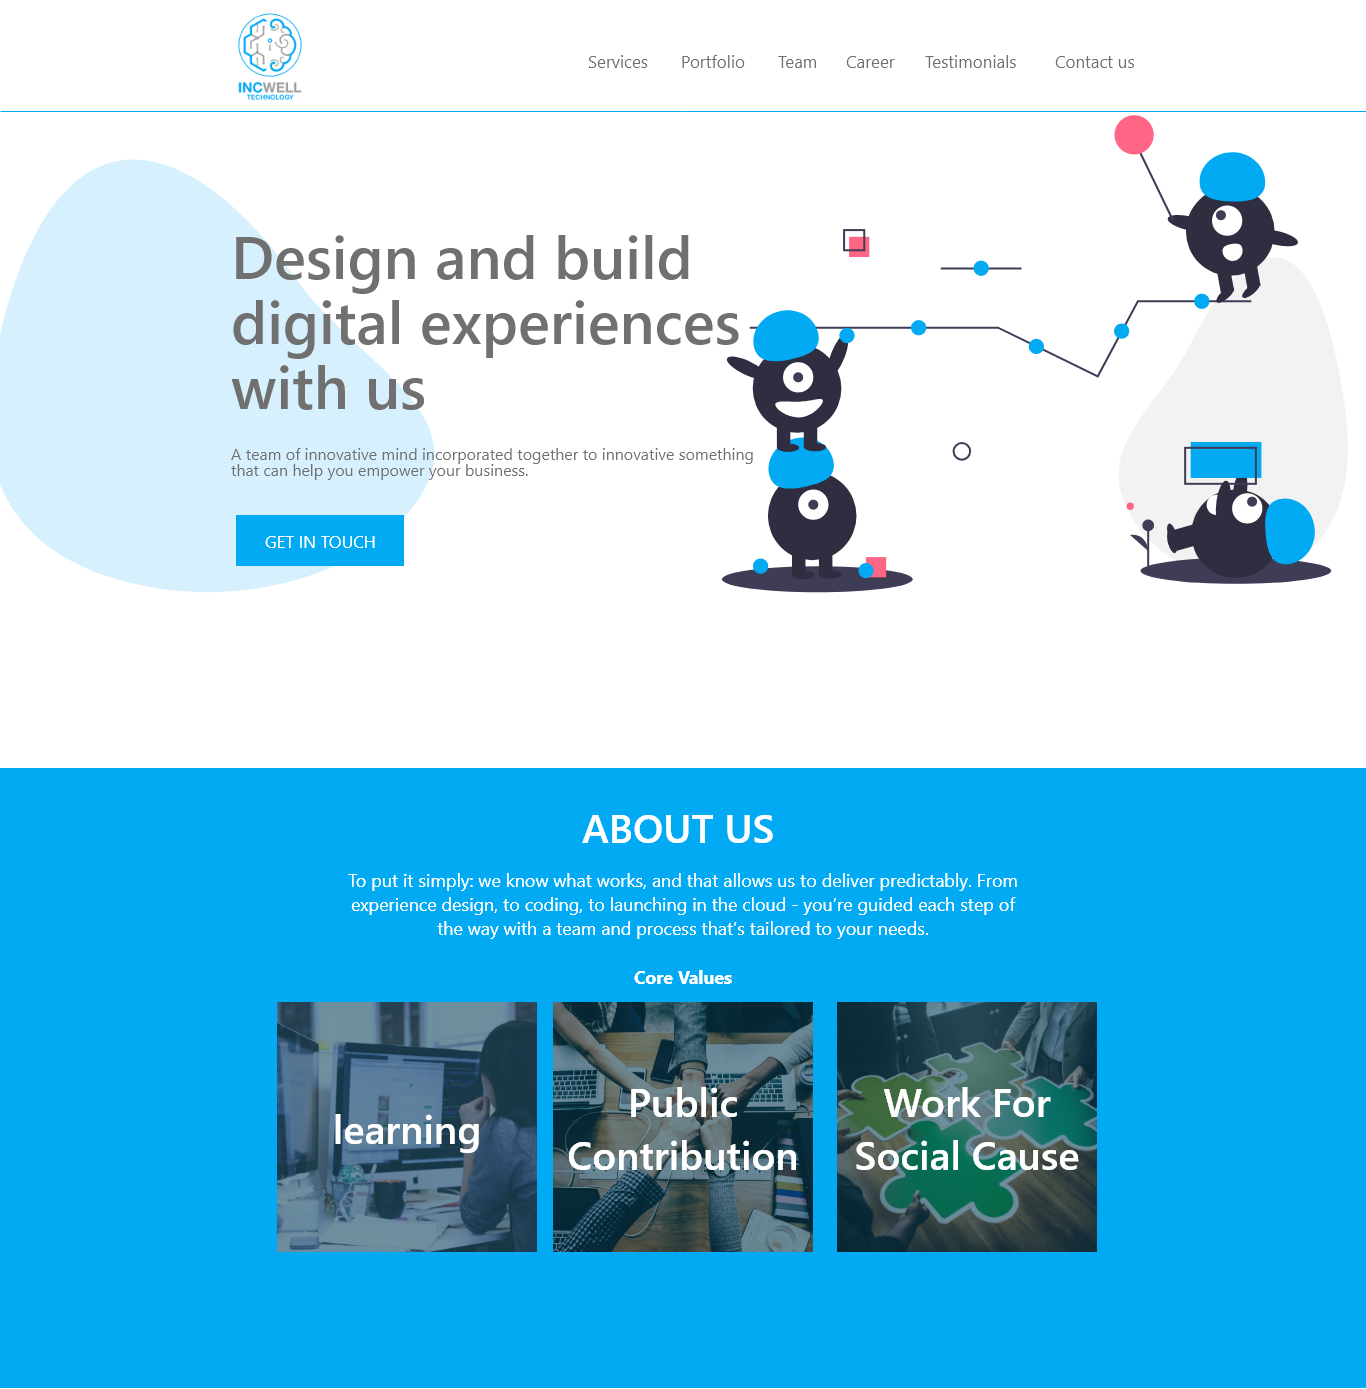 INCWELL
TECHNOLOGY
Services Portfolio Team Career Testimonials Contact us
Design and build
digital experiences
with us
A team of innovative mind incorporated together to innovative something
that can help you empower your business.
GET IN TOUCH
ABOUT US
To put it simply: we know what works, and that allows us to deliver predictably. From
experience design, to coding, to launching in the cloud - you’re guided each step of
the way with a team and process that’s tailored to your needs.
Core Values
learning
Public
Contribution
Work For
Social Cause